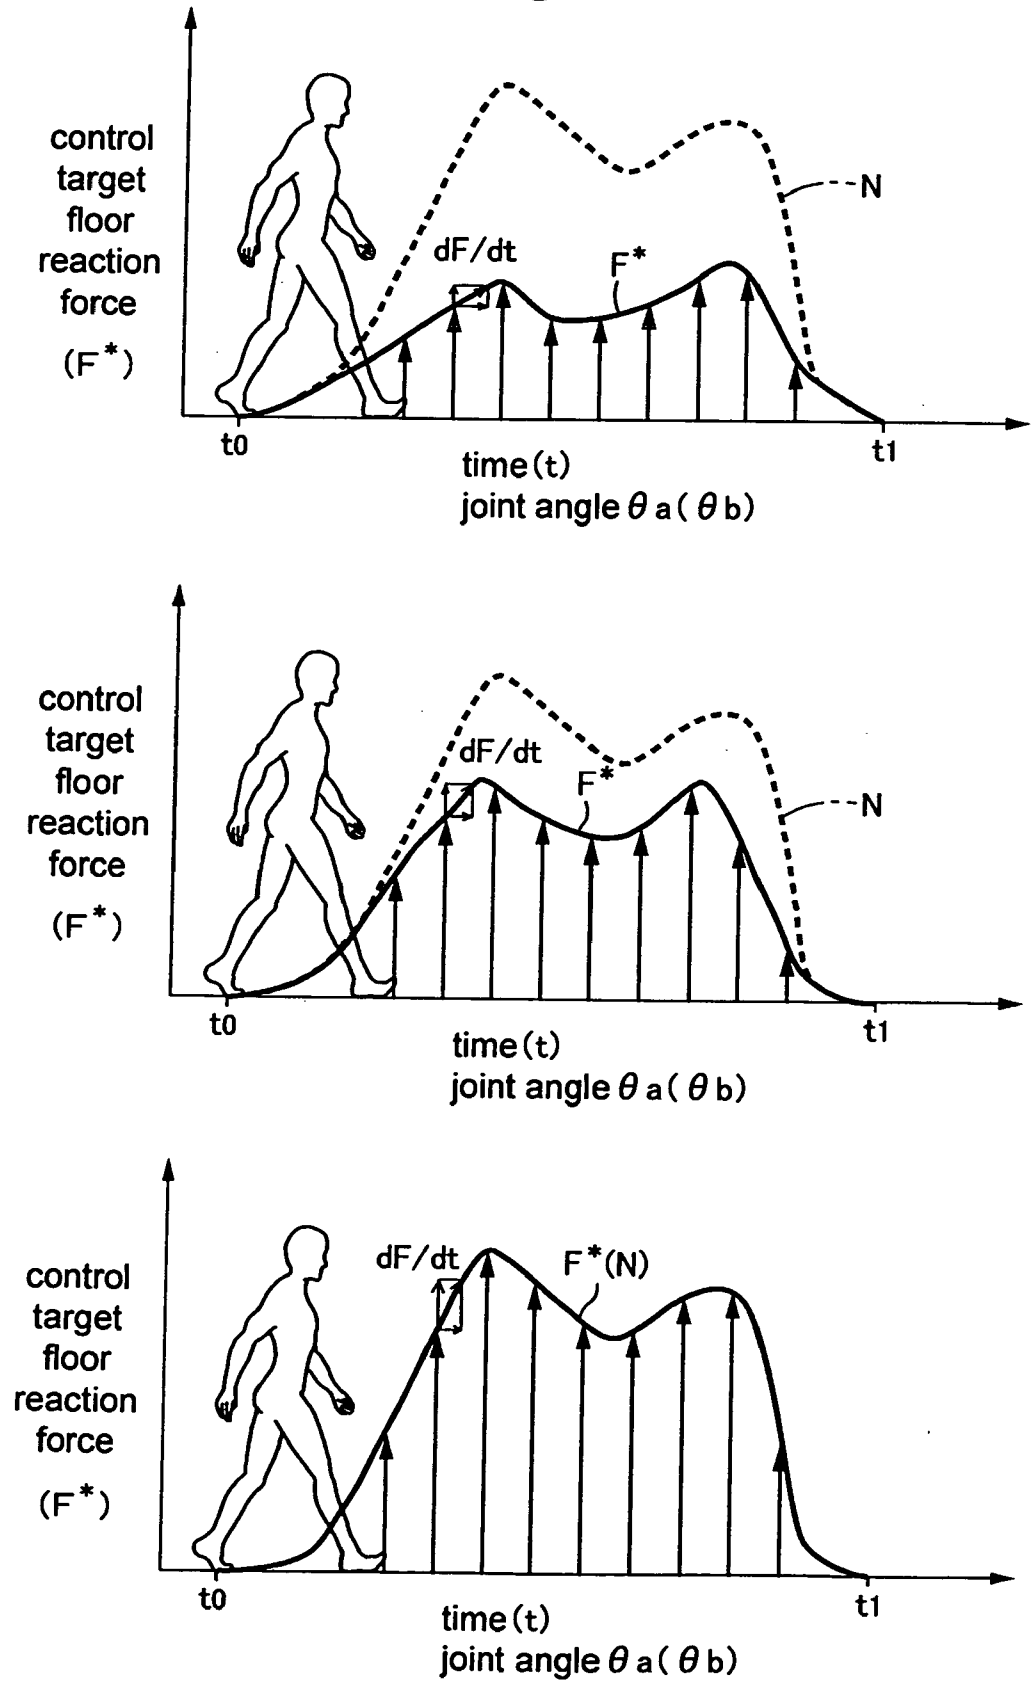 control
target
floor
reaction
force
(F*)
dF/dt
F*
N
t0
t1
time(t)
joint angle θa(θb)
control
target
floor
reaction
force
(F*)
dF/dt
F*
N
t0
t1
time(t)
joint angle θa(θb)
control
target
floor
reaction
force
(F*)
dF/dt
F*(N)
t0
t1
time(t)
joint angle θa(θb)